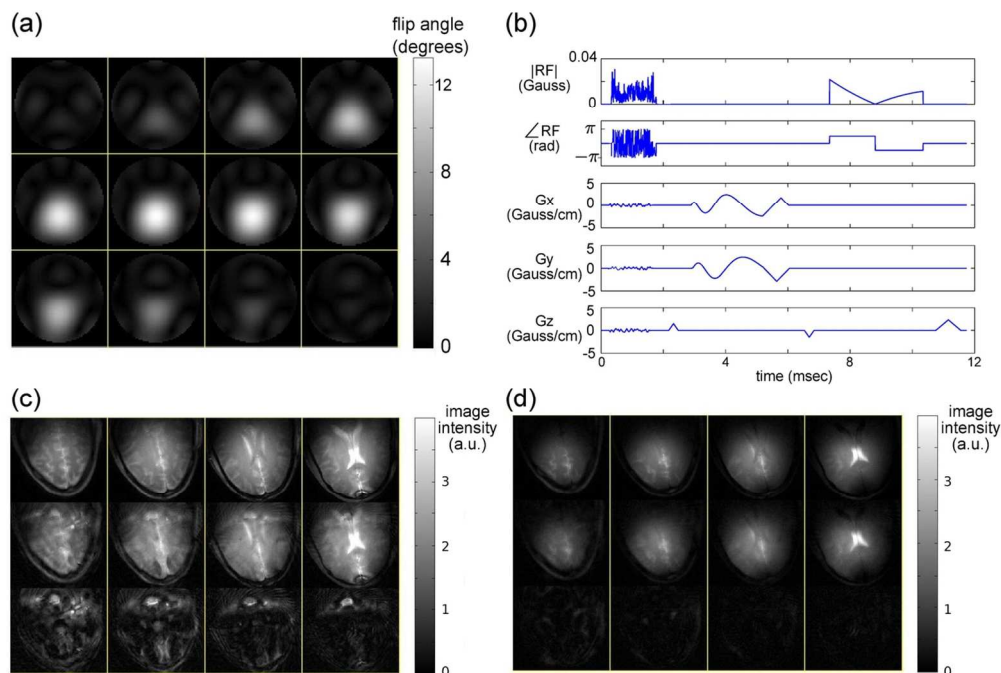 (a)
flip angle
(degrees)
12
8
4
0
(b)
0.04
|RF|
(Gauss)
0
∠RF
(rad)
π
−π
Gx
(Gauss/cm)
5
0
-5
Gy
(Gauss/cm)
5
0
-5
Gz
(Gauss/cm)
5
0
-5
0
4
8
12
time (msec)
(c)
image
intensity
(a.u.)
3
2
1
0
(d)
image
intensity
(a.u.)
3
2
1
0